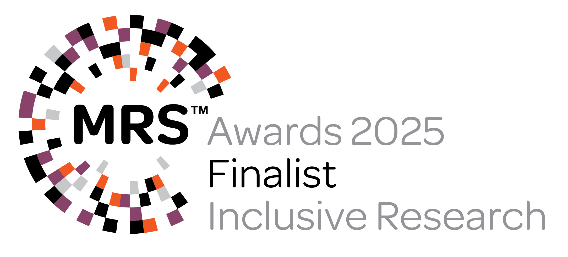 MRS™
Awards 2025
Finalist
Inclusive Research